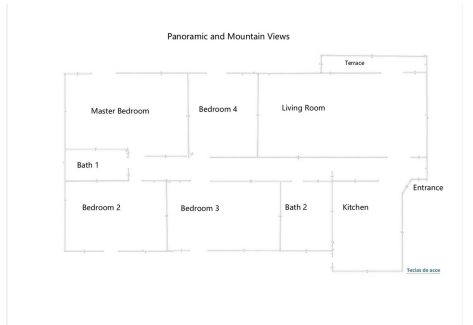 Panoramic and Mountain Views
Terrace
Master Bedroom
Bedroom 4
Living Room
Bath 1
Entrance
Bedroom 2
Bedroom 3
Bath 2
Kitchen
Teclas de acce